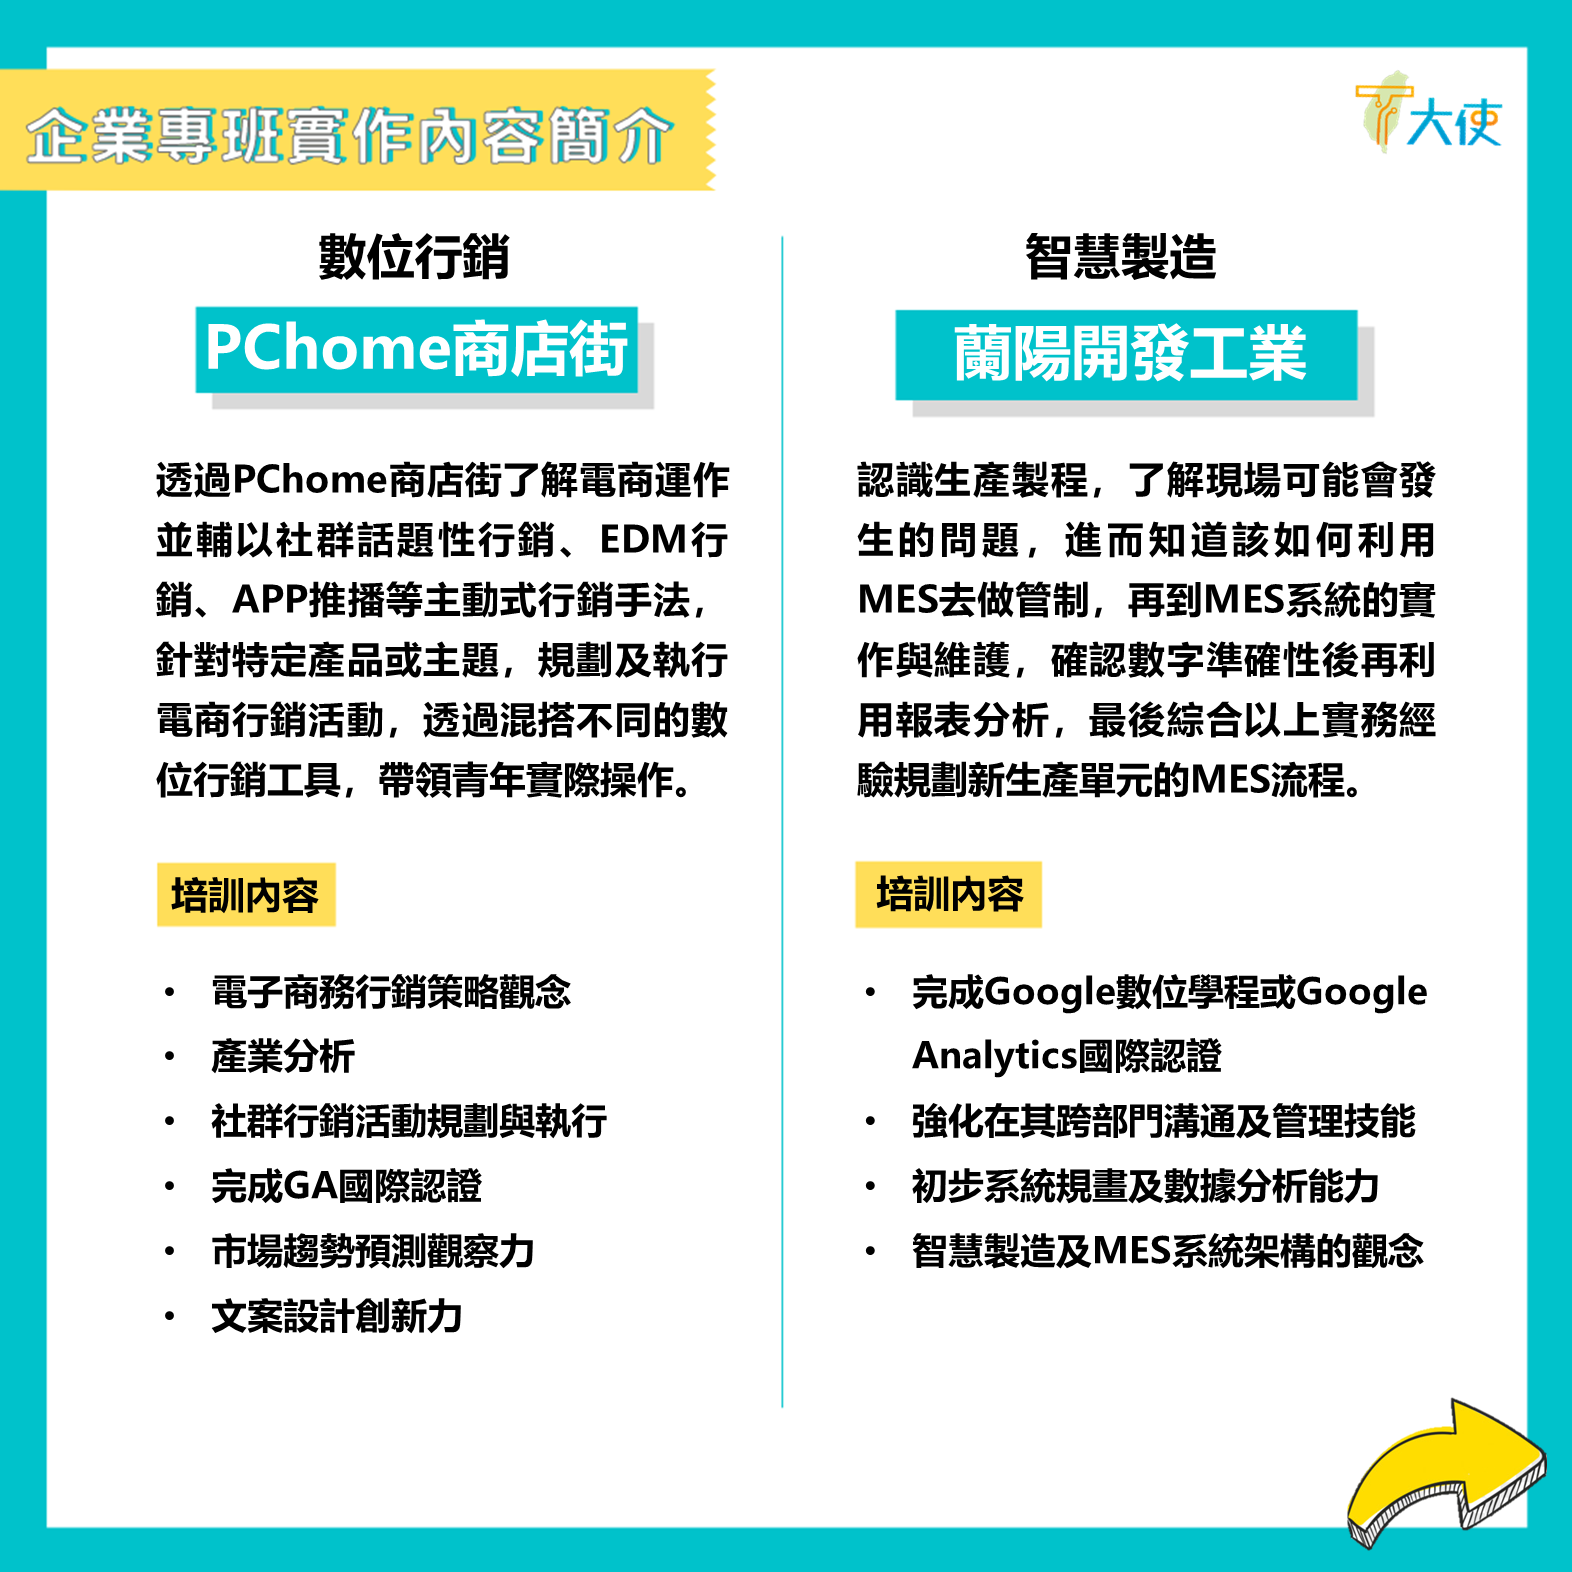 企業專班實作內容簡介
T大使
數位行銷
PChome商店街
透過PChome商店街了解電商運作
並輔以社群話題性行銷、EDM行
銷、APP推播等主動式行銷手法，
針對特定產品或主題，規劃及執行
電商行銷活動，透過混搭不同的數
位行銷工具，帶領青年實際操作。
培訓內容
• 電子商務行銷策略觀念
• 產業分析
• 社群行銷活動規劃與執行
• 完成GA國際認證
• 市場趨勢預測觀察力
• 文案設計創新力
智慧製造
蘭陽開發工業
認識生產製程，了解現場可能會發
生的問題，進而知道該如何利用
MES去做管制，再到MES系統的實
作與維護，確認數字準確性後再利
用報表分析，最後綜合以上實務經
驗規劃新生產單元的MES流程。
培訓內容
• 完成Google數位學程或Google
Analytics國際認證
• 強化在其跨部門溝通及管理技能
• 初步系統規畫及數據分析能力
• 智慧製造及MES系統架構的觀念